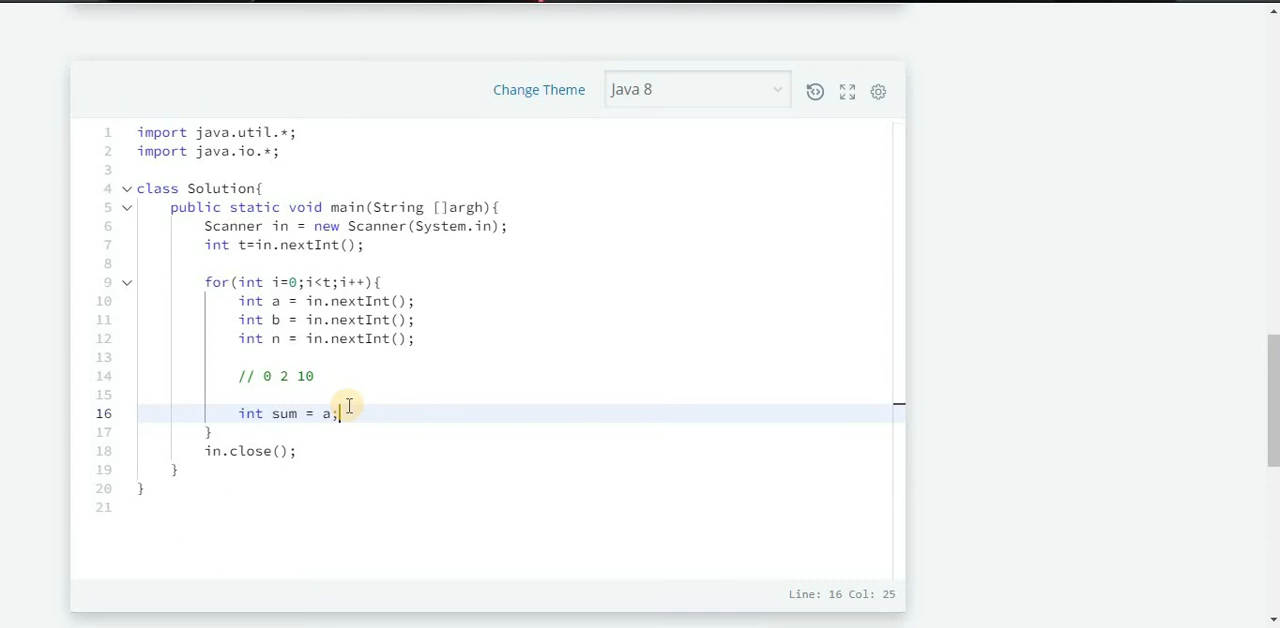 Change Theme Java 8
1 import java.util.*;
2 import java.io.*;
3
4 class Solution{
5 public static void main(String []argh){
6 Scanner in = new Scanner(System.in);
7 int t=in.nextInt();
8
9 for(int i=0;i<t;i++){
10 int a = in.nextInt();
11 int b = in.nextInt();
12 int n = in.nextInt();
13
14 // 0 2 10
15
16 int sum = a;
17 }
18 in.close();
19 }
20 }
21
Line: 16 Col: 25